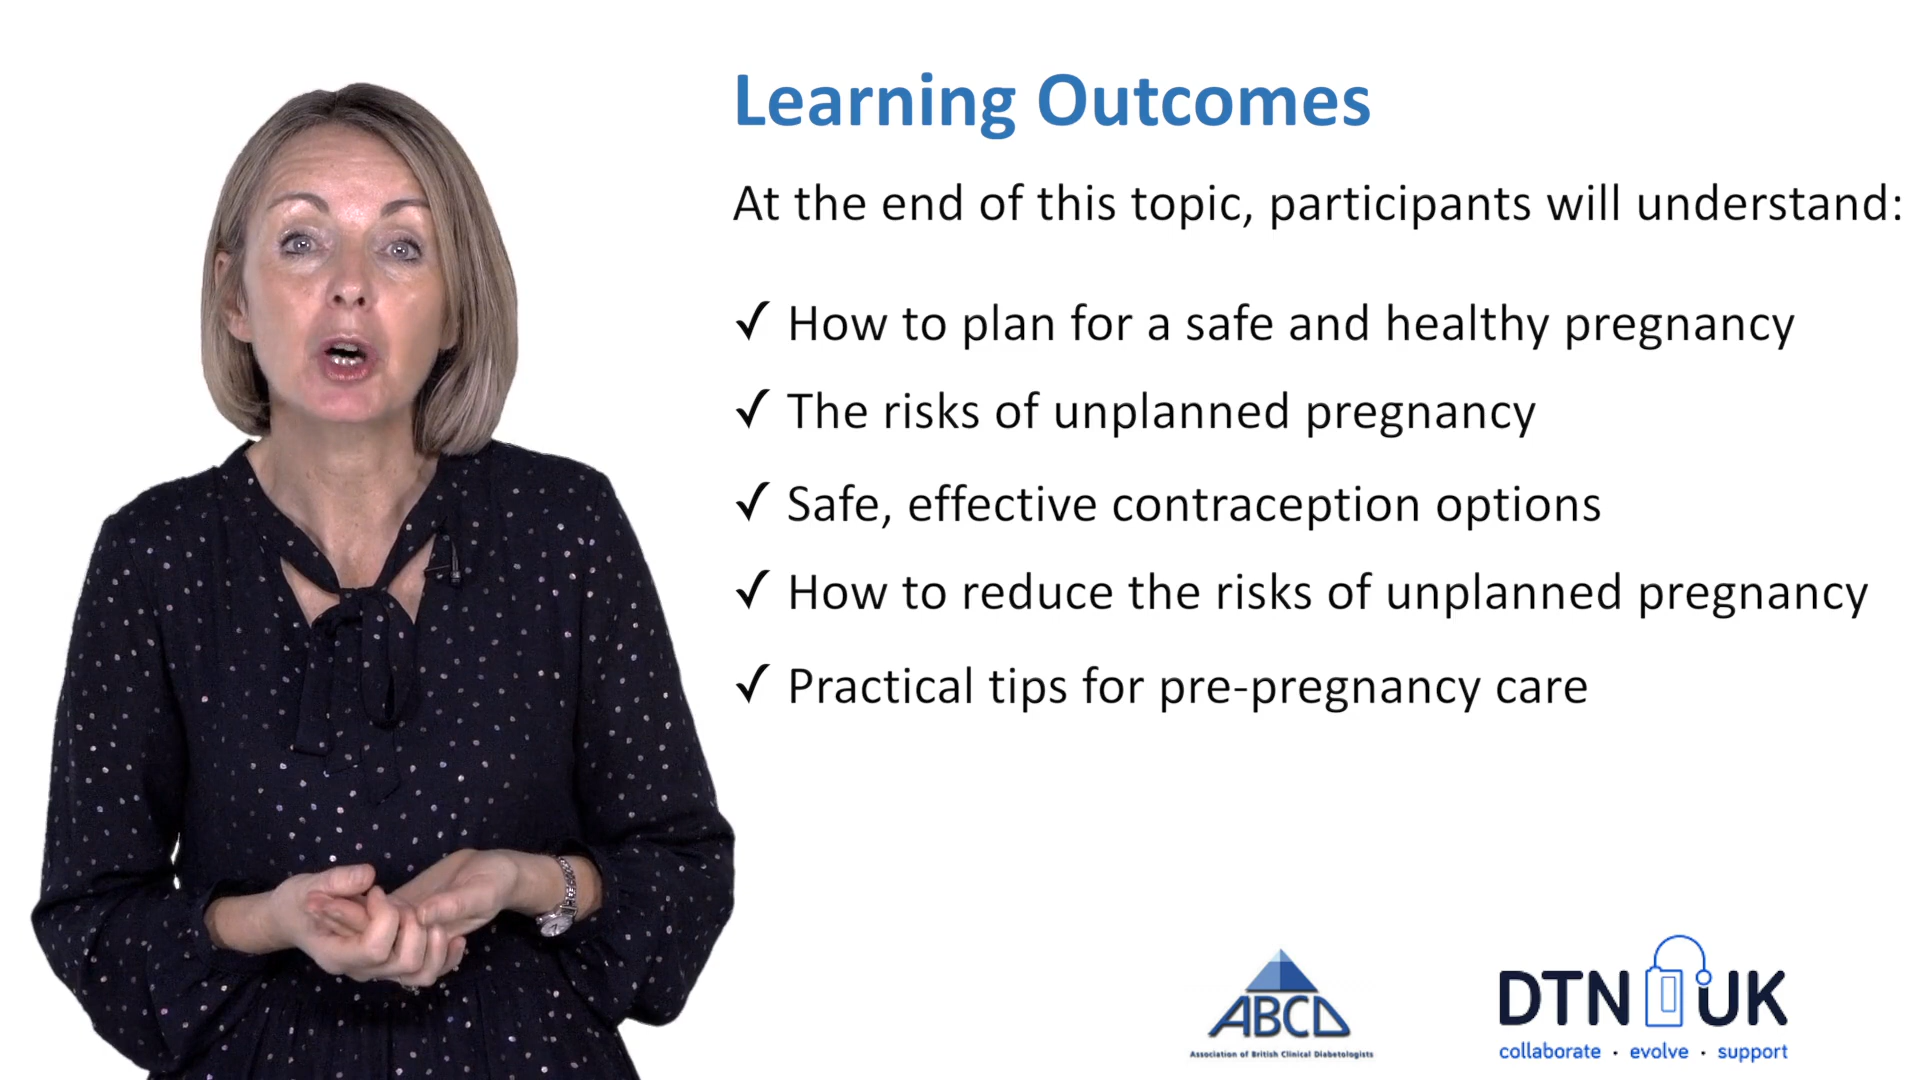 Learning Outcomes
At the end of this topic, participants will understand:
✓ How to plan for a safe and healthy pregnancy
✓ The risks of unplanned pregnancy
✓ Safe, effective contraception options
✓ How to reduce the risks of unplanned pregnancy
✓ Practical tips for pre-pregnancy care
ABCD
Association of British Clinical Diabetologists
DTN UK
collaborate · evolve · support